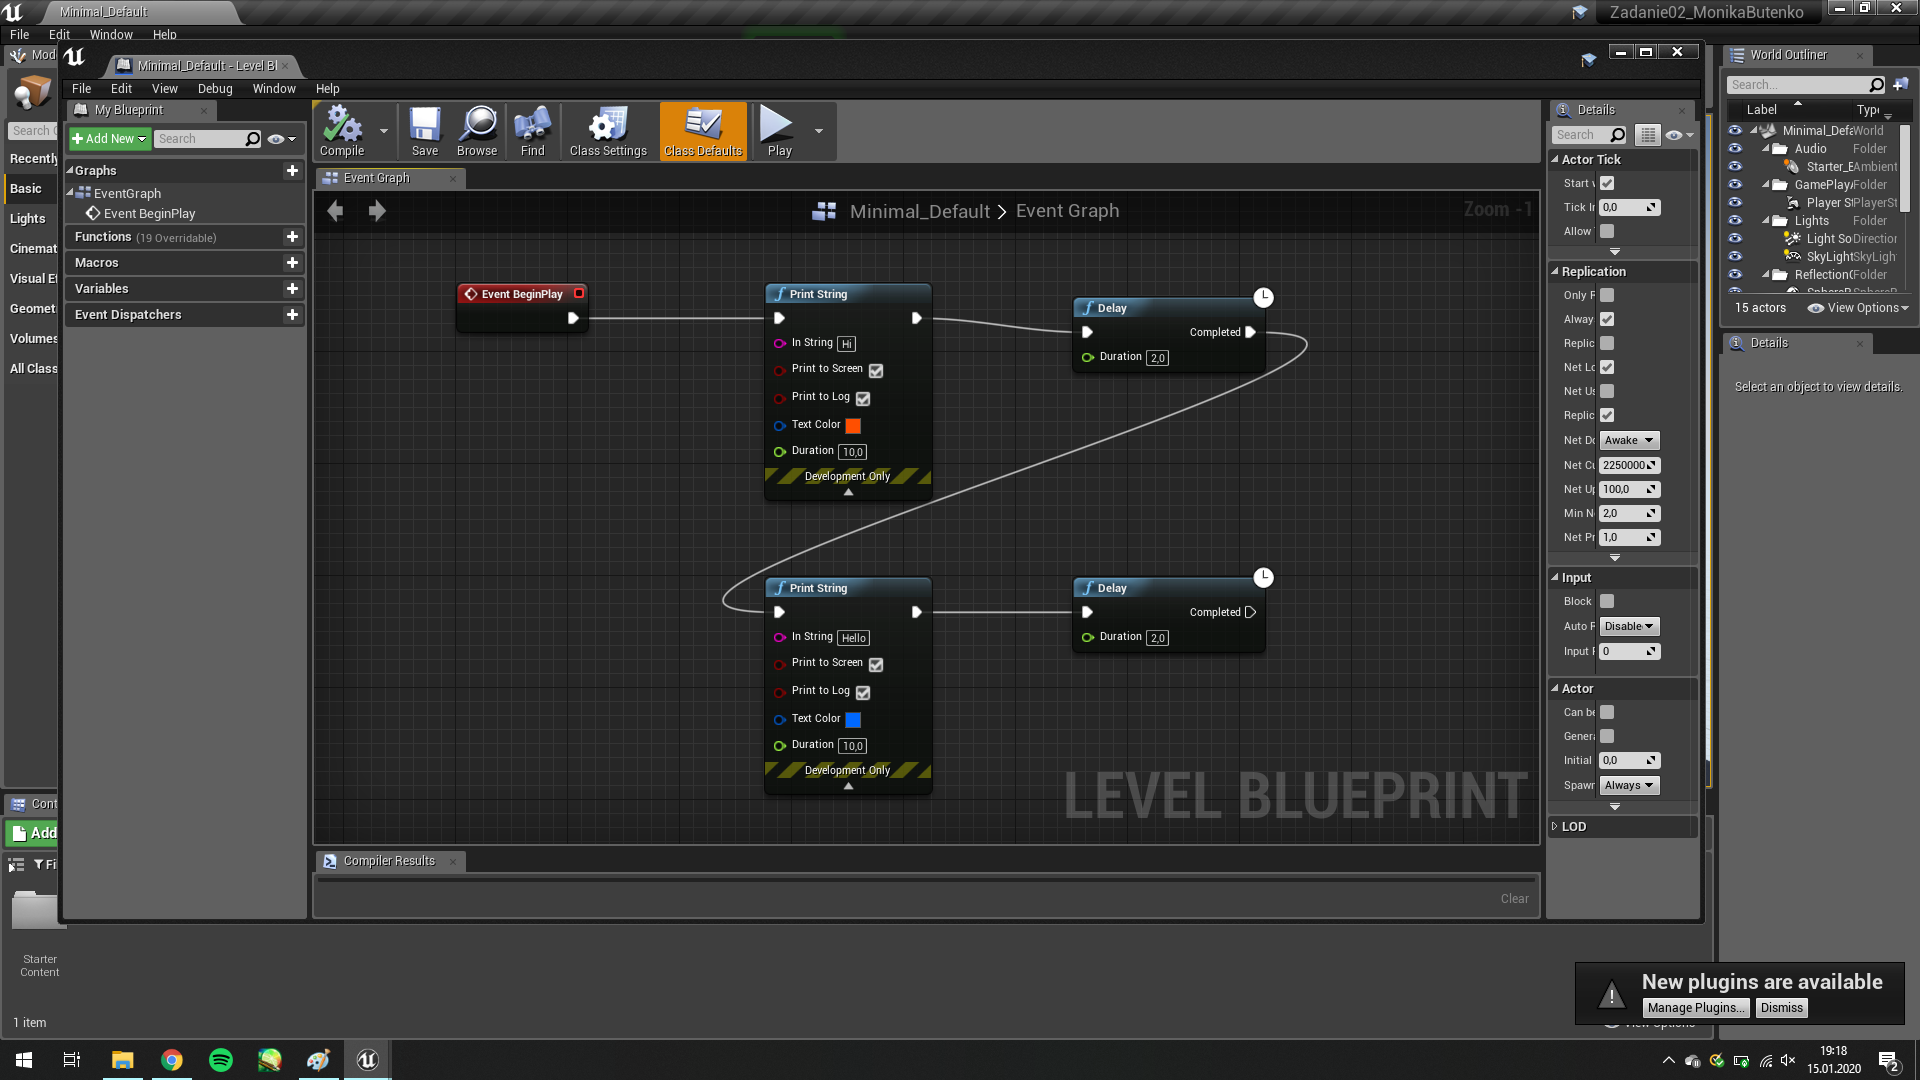 Minimal_Default
Zadanie02_MonikaButenko
File Edit Window Help
Minimal_Default - Level Bl
File Edit View Debug Window Help
My Blueprint
Add New
Search
Graphs
EventGraph
Event BeginPlay
Functions (19 Overridable)
Macros
Variables
Event Dispatchers
Recently
Basic
Lights
Cinemat
Visual Ef
Geomet
Volumes
All Class
Compile
Save
Browse
Find
Class Settings
Class Defaults
Play
Event Graph
Minimal_Default > Event Graph
Zoom -1
Event BeginPlay
Print String
In String Hi
Print to Screen
Print to Log
Text Color
Duration 10,0
Development Only
Delay
Completed
Duration 2,0
Print String
In String Hello
Print to Screen
Print to Log
Text Color
Duration 10,0
Development Only
Delay
Completed
Duration 2,0
LEVEL BLUEPRINT
Compiler Results
Clear
Details
Search
Actor Tick
Start
Tick In 0,0
Allow
Replication
Only
Alway
Replic
Net Lo
Net Us
Replic
Net Do Awake
Net Cu 2250000
Net Up 100,0
Min N 2,0
Net Pr 1,0
Input
Block
Auto R Disable
Input 0
Actor
Can be
Genera
Initial 0,0
Spawn Always
LOD
World Outliner
Search...
Label Type
Minimal_Defa World
Audio Folder
Starter_B Ambient
GamePlay Folder
Player St PlayerSt
Lights Folder
Light So Direction
SkyLight SkyLigh
Reflection Folder
15 actors
View Options
Details
Select an object to view details.
Cont
Add
Fi
Starter
Content
1 item
New plugins are available
Manage Plugins... Dismiss
View Options
19:18
15.01.2020
2